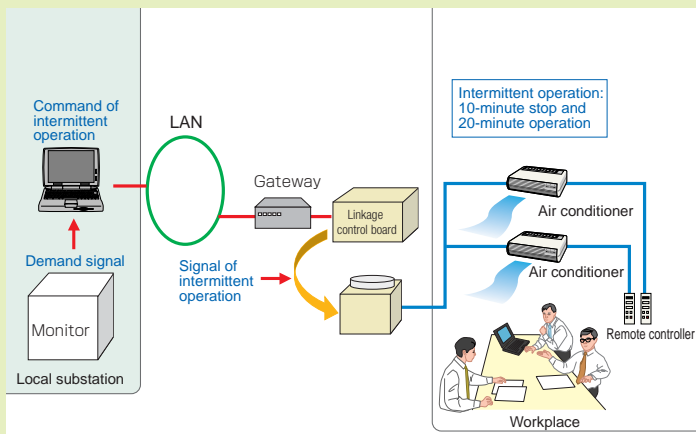 Command of
intermittent
operation
Demand signal
Monitor
Local substation
LAN
Gateway
Linkage
control board
Signal of
intermittent
operation
Intermittent operation:
10-minute stop and
20-minute operation
Air conditioner
Air conditioner
Remote controller
Workplace